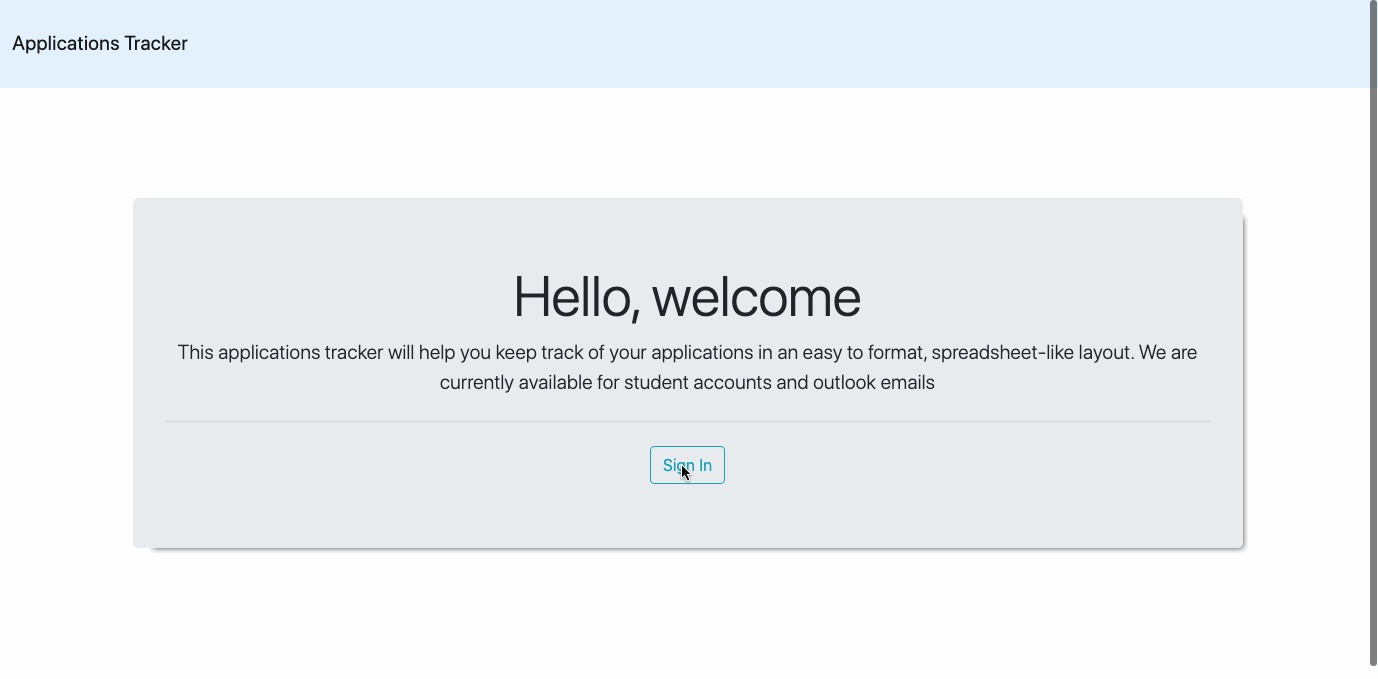 Applications Tracker
Hello, welcome
This applications tracker will help you keep track of your applications in an easy to format, spreadsheet-like layout. We are
currently available for student accounts and outlook emails
Sign In